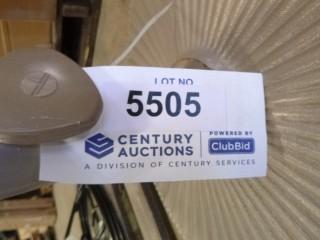 LOT NO
5505
CENTURY
AUCTIONS
POWERED BY
ClubBid
A DIVISION OF CENTURY SERVICES